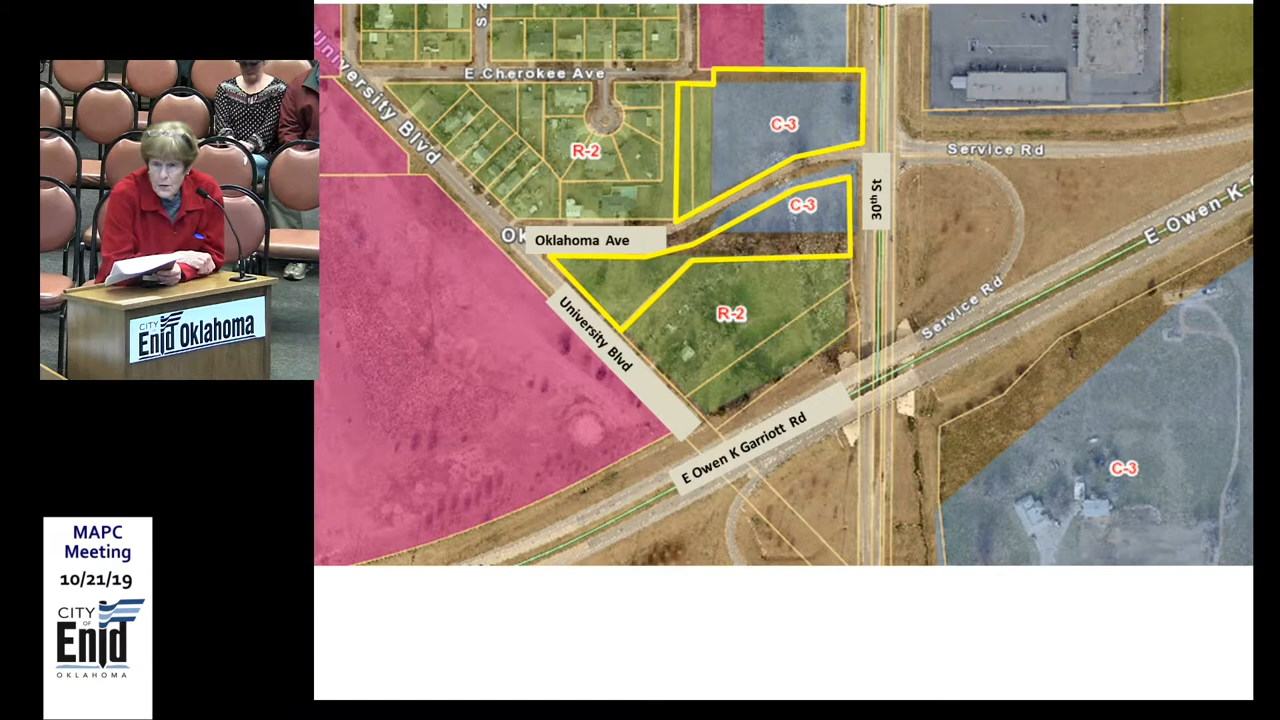 CITY
OF
Enid Oklahoma
MAPC
Meeting
10/21/19
CITY
OF
Enid
OKLAHOMA
University Blvd
E Cherokee Ave
R-2
C-3
C-3
Service Rd
30th St
Oklahoma Ave
Ok
R-2
University Blvd
Service Rd
E Owen K
E Owen K Garriott Rd
C-3